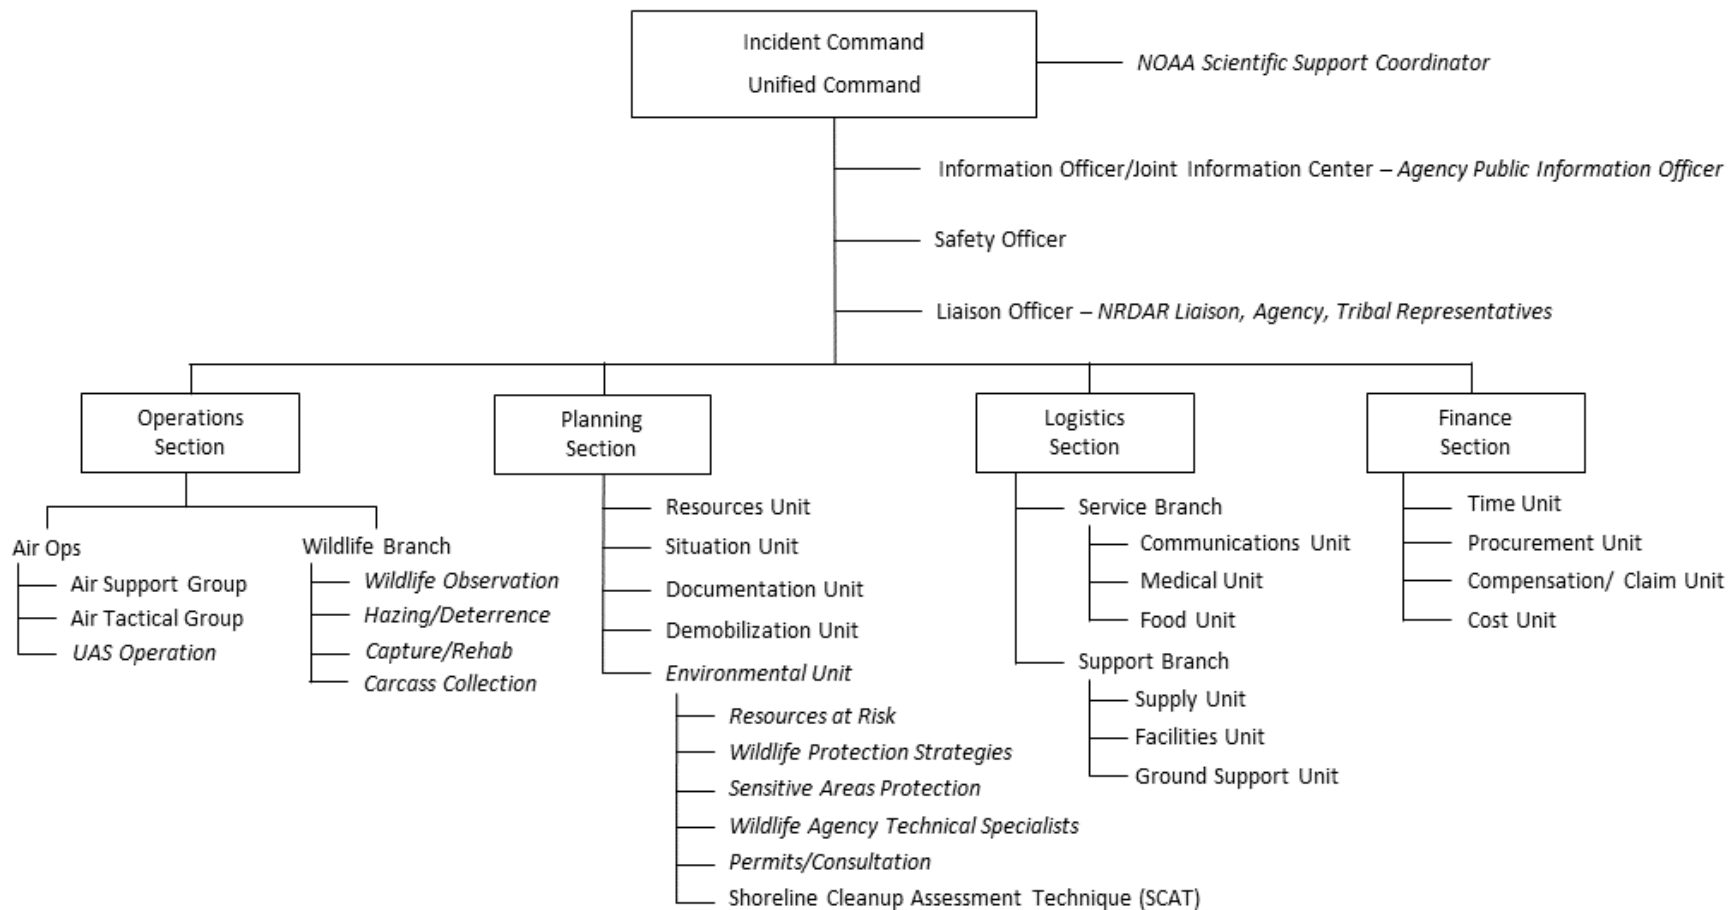 Incident Command
Unified Command
NOAA Scientific Support Coordinator
Information Officer/Joint Information Center – Agency Public Information Officer
Safety Officer
Liaison Officer – NRDAR Liaison, Agency, Tribal Representatives
Operations
Section
Air Ops
Air Support Group
Air Tactical Group
UAS Operation
Wildlife Branch
Wildlife Observation
Hazing/Deterrence
Capture/Rehab
Carcass Collection
Planning
Section
Resources Unit
Situation Unit
Documentation Unit
Demobilization Unit
Environmental Unit
Resources at Risk
Wildlife Protection Strategies
Sensitive Areas Protection
Wildlife Agency Technical Specialists
Permits/Consultation
Shoreline Cleanup Assessment Technique (SCAT)
Logistics
Section
Service Branch
Communications Unit
Medical Unit
Food Unit
Support Branch
Supply Unit
Facilities Unit
Ground Support Unit
Finance
Section
Time Unit
Procurement Unit
Compensation/ Claim Unit
Cost Unit